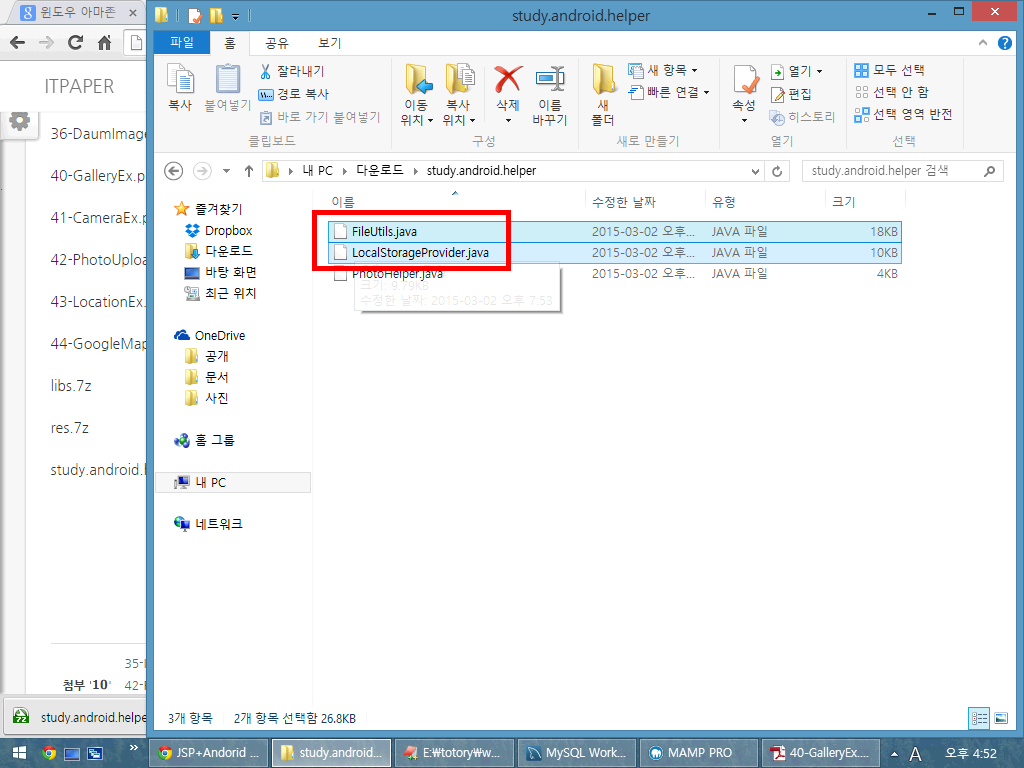 윈도우 아마존
study.android.helper
파일
홈
공유
보기
복사
붙여넣기
잘라내기
경로 복사
바로 가기 붙여넣기
클립보드
이동
위치
복사
위치
삭제
이름
바꾸기
구성
새
폴더
새 항목
빠른 연결
새로 만들기
속성
열기
편집
히스토리
열기
모두 선택
선택 안 함
선택 영역 반전
선택
내 PC
다운로드
study.android.helper
study.android.helper 검색
ITPAPER
36-DaumImage
40-GalleryEx.p
41-CameraEx.p
42-PhotoUploa
43-LocationEx.
44-GoogleMap
libs.7z
res.7z
study.android.h
35-
첨부 '10'
42-
study.android.helpe
즐겨찾기
Dropbox
다운로드
바탕 화면
최근 위치
OneDrive
공개
문서
사진
홈 그룹
내 PC
네트워크
이름
수정한 날짜
유형
크기
FileUtils.java
2015-03-02 오후...
JAVA 파일
18KB
LocalStorageProvider.java
2015-03-02 오후...
JAVA 파일
10KB
PhotoHelper.java
2015-03-02 오후...
JAVA 파일
4KB
크기: 9.79KB
수정한 날짜: 2015-03-02 오후 7:53
3개 항목
2개 항목 선택함 26.8KB
JSP+Andorid ...
study.android...
E:\totory\w...
MySQL Work...
MAMP PRO
40-GalleryEx....
A
오후 4:52